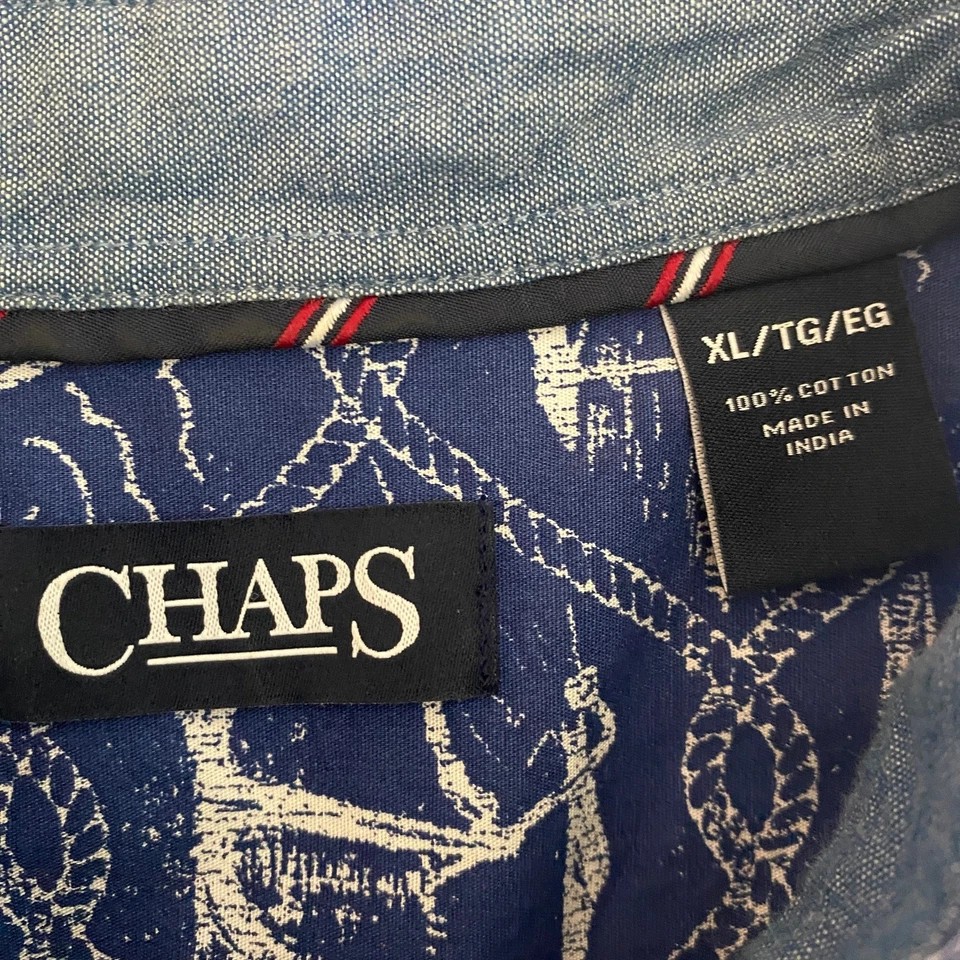 XL/TG/EG
100% COTTON
MADE IN
INDIA
CHAPS